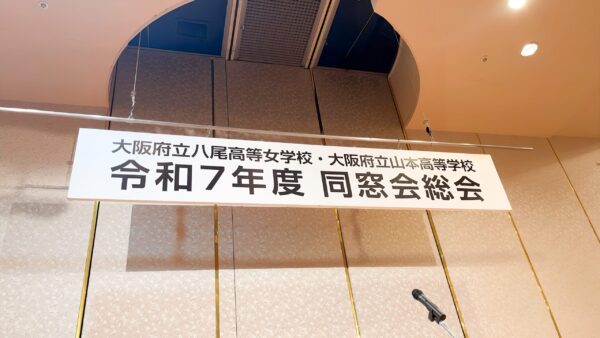 大阪府立八尾高等女学校・大阪府立山本高等学校
令和7年度 同窓会総会